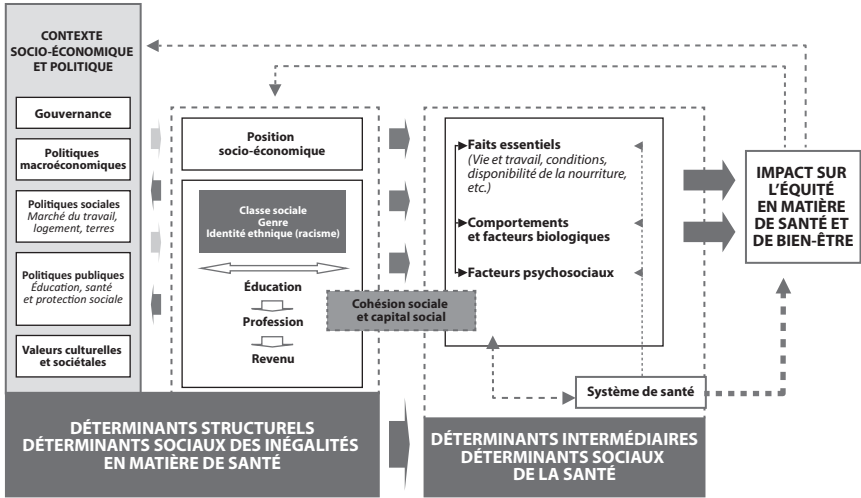 CONTEXTE
SOCIO-ÉCONOMIQUE
ET POLITIQUE
Gouvernance
Politiques
macroéconomiques
Politiques sociales
Marché du travail,
logement, terres
Politiques publiques
Éducation, santé
et protection sociale
Valeurs culturelles
et sociétales
Position
socio-économique
Classe sociale
Genre
Identité ethnique (racisme)
Éducation
Profession
Revenu
Cohésion sociale
et capital social
Faits essentiels
(Vie et travail, conditions,
disponibilité de la nourriture,
etc.)
Comportements
et facteurs biologiques
Facteurs psychosociaux
Système de santé
IMPACT SUR
L'ÉQUITÉ
EN MATIÈRE
DE SANTÉ ET
DE BIEN-ÊTRE
DÉTERMINANTS STRUCTURELS
DÉTERMINANTS SOCIAUX DES INÉGALITÉS
EN MATIÈRE DE SANTÉ
DÉTERMINANTS INTERMÉDIAIRES
DÉTERMINANTS SOCIAUX
DE LA SANTÉ